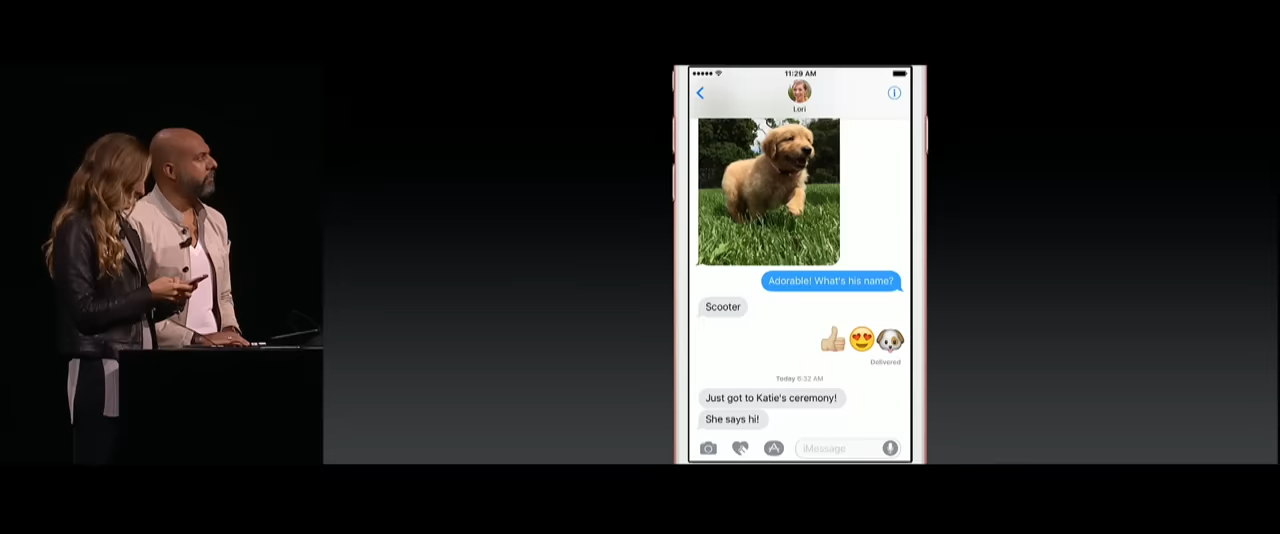 11:29 AM
Lori
Adorable! What's his name?
Scooter
Delivered
Today 6:32 AM
Just got to Katie's ceremony!
She says hi!
iMessage